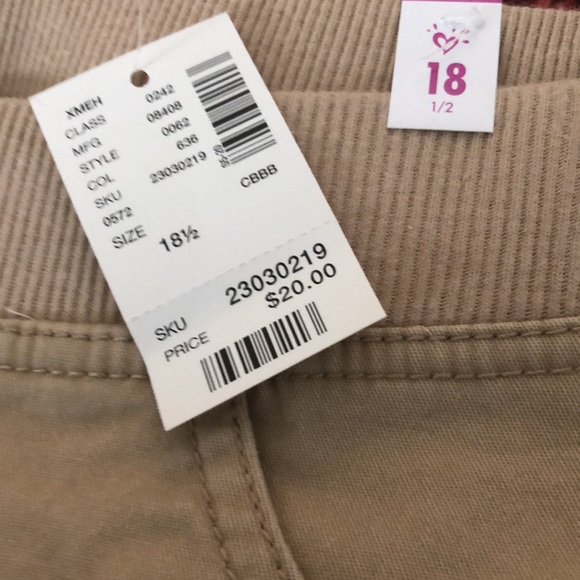 XMEH
CLASS 0242
MFG 08408
STYLE 0062
COL 636
SKU 23030219
0572
SIZE 18½
CBBB
SKU 23030219
PRICE $20.00
18
1/2